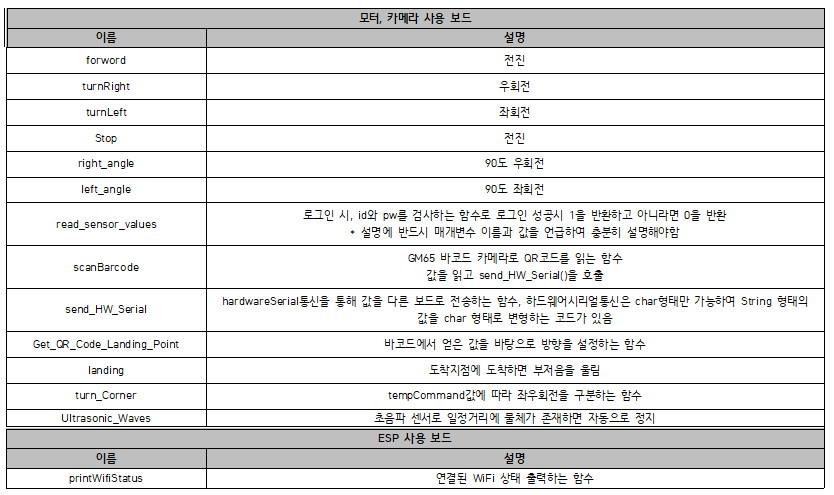 모터, 카메라 사용 보드
이름 설명
forword 전진
turnRight 우회전
turnLeft 좌회전
Stop 전진
right_angle 90도 우회전
left_angle 90도 좌회전
read_sensor_values 로그인 시, id와 pw를 검사하는 함수로 로그인 성공시 1을 반환하고 아니라면 0을 반환
* 설명에 반드시 매개변수 이름과 값을 언급하여 충분히 설명해야함
scanBarcode GM65 바코드 카메라로 QR코드를 읽는 함수
값을 읽고 send_HW_Serial()을 호출
send_HW_Serial hardwareSerial통신을 통해 값을 다른 보드로 전송하는 함수, 하드웨어시리얼통신은 char형태만 가능하여 String 형태의
값을 char 형태로 변형하는 코드가 있음
Get_QR_Code_Landing_Point 바코드에서 얻은 값을 바탕으로 방향을 설정하는 함수
landing 도착지점에 도착하면 부저음을 울림
turn_Corner tempCommand값에 따라 좌우회전을 구분하는 함수
Ultrasonic_Waves 초음파 센서로 일정거리에 물체가 존재하면 자동으로 정지
ESP 사용 보드
이름 설명
printWifiStatus 연결된 WiFi 상태 출력하는 함수